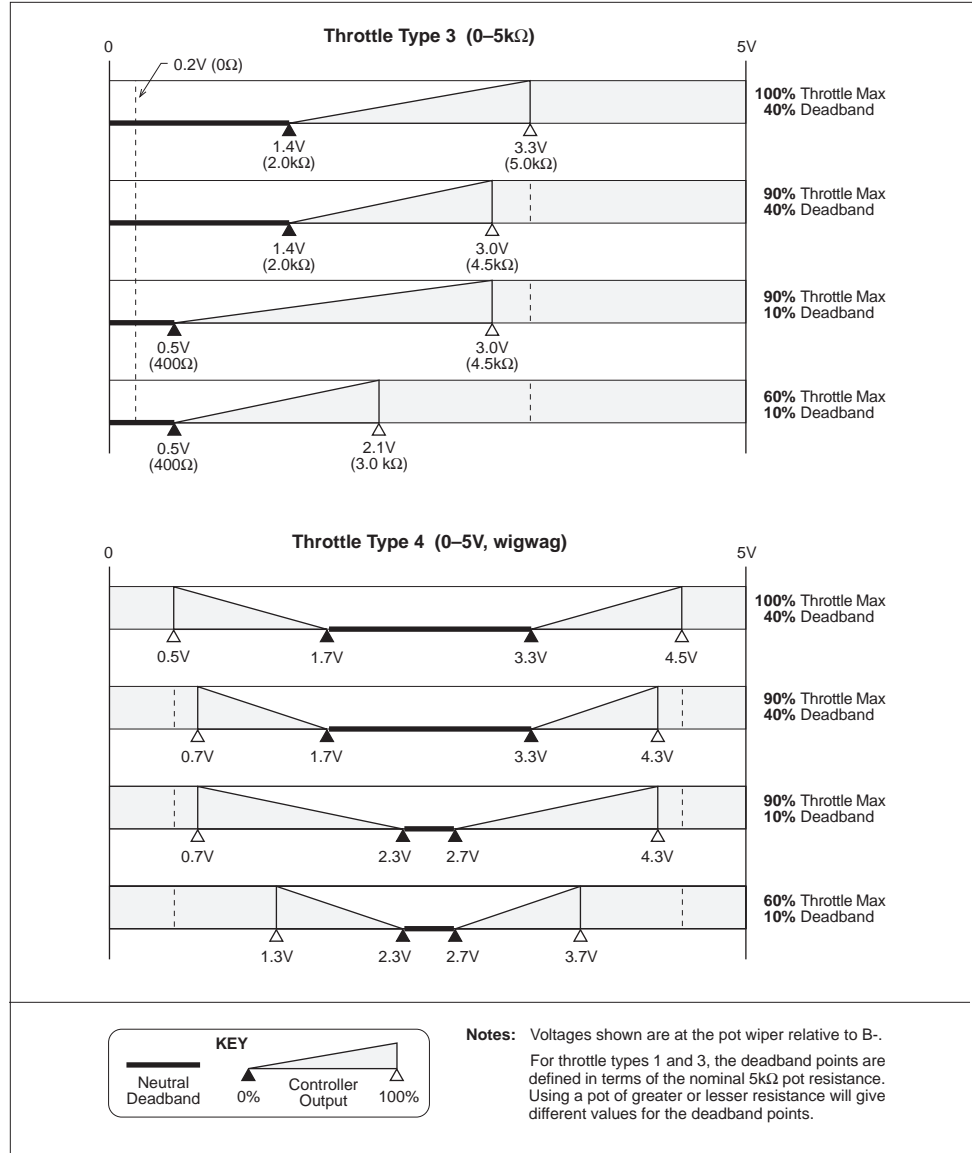 Throttle Type 3 (0–5kΩ)
0
5V
0.2V (0Ω)
100% Throttle Max
40% Deadband
1.4V
(2.0kΩ)
3.3V
(5.0kΩ)
90% Throttle Max
40% Deadband
1.4V
(2.0kΩ)
3.0V
(4.5kΩ)
90% Throttle Max
10% Deadband
0.5V
(400Ω)
3.0V
(4.5kΩ)
60% Throttle Max
10% Deadband
0.5V
(400Ω)
2.1V
(3.0 kΩ)
Throttle Type 4 (0–5V, wigwag)
0
5V
100% Throttle Max
40% Deadband
0.5V 1.7V 3.3V 4.5V
90% Throttle Max
40% Deadband
0.7V 1.7V 3.3V 4.3V
90% Throttle Max
10% Deadband
0.7V 2.3V 2.7V 4.3V
60% Throttle Max
10% Deadband
1.3V 2.3V 2.7V 3.7V
KEY
Neutral
Deadband
0%
Controller
Output
100%
Notes: Voltages shown are at the pot wiper relative to B-.
For throttle types 1 and 3, the deadband points are
defined in terms of the nominal 5kΩ pot resistance.
Using a pot of greater or lesser resistance will give
different values for the deadband points.